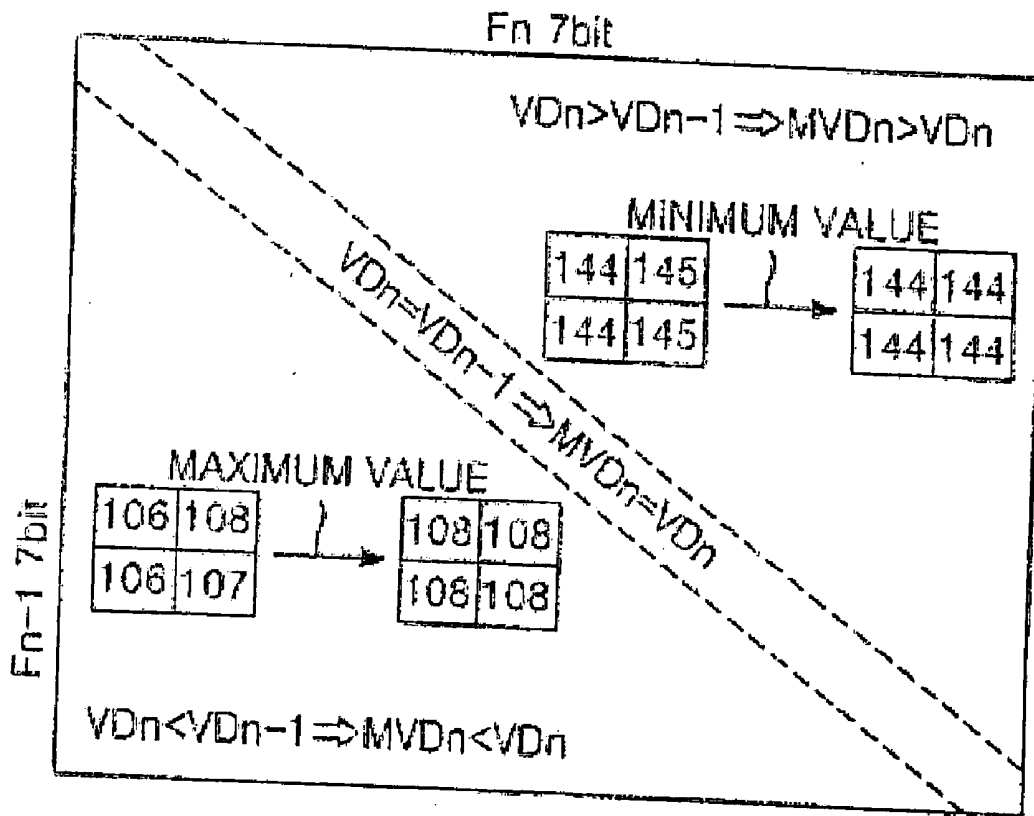 Fn 7bit
VDn>VDn-1⇒MVDn>VDn
MINIMUM VALUE
144 145
144 145
144 144
144 144
VDn=VDn-1⇒MVDn=VDn
MAXIMUM VALUE
106 108
106 107
108 108
108 108
Fn-1 7bit
VDn<VDn-1⇒MVDn<VDn